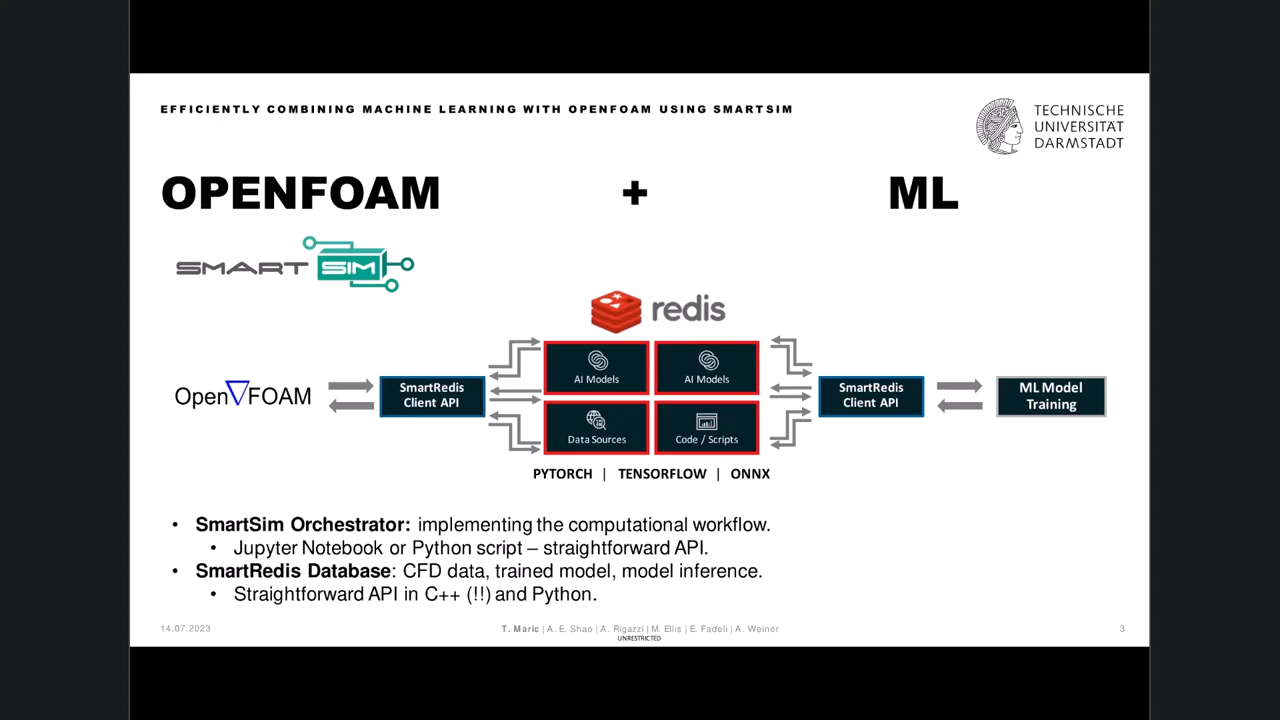 EFFICIENTLY COMBINING MACHINE LEARNING WITH OPENFOAM USING SMARTSIM
TECHNISCHE
UNIVERSITÄT
DARMSTADT
OPENFOAM + ML
SMART SIM
redis
AI Models
AI Models
OpenFOAM
SmartRedis
Client API
SmartRedis
Client API
ML Model
Training
Data Sources
Code / Scripts
PYTORCH | TENSORFLOW | ONNX
• SmartSim Orchestrator: implementing the computational workflow.
• Jupyter Notebook or Python script – straightforward API.
• SmartRedis Database: CFD data, trained model, model inference.
• Straightforward API in C++ (!!) and Python.
14.07.2023
T. Maric | A. E. Shao | A. Rigazzi | M. Ellis | E. Fadeli | A. Weiner
UNRESTRICTED
3